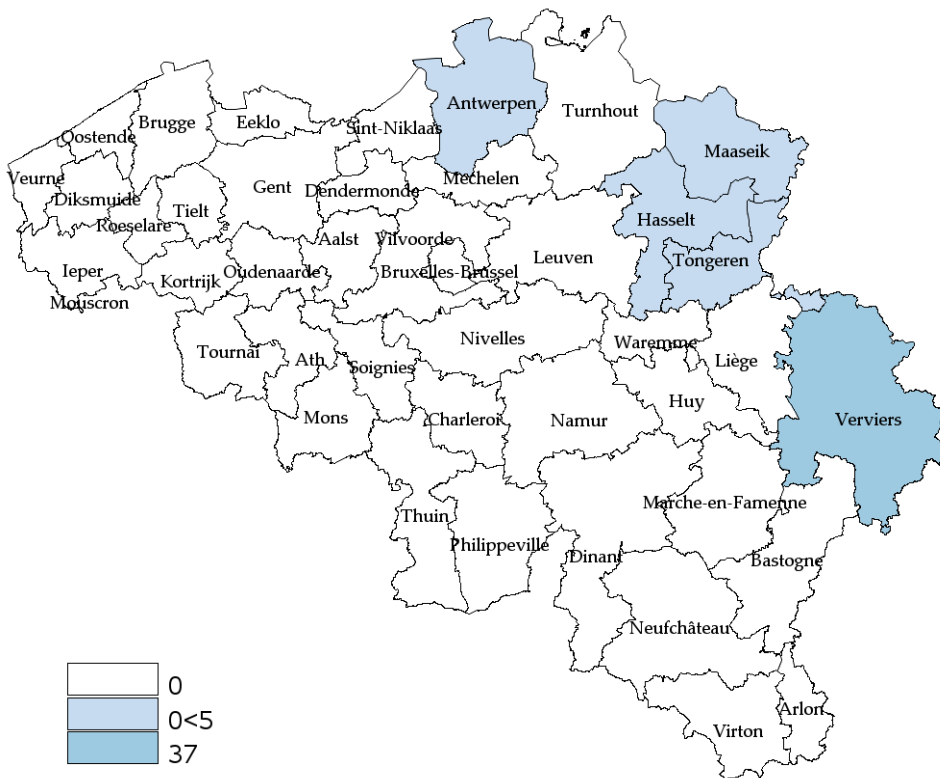 Antwerpen
Turnhout
Brugge
Eeklo
Sint-Niklaas
Oostende
Maaseik
Mechelen
Veurne
Gent
Dendermonde
Diksmuide
Tielt
Roeselare
Hasselt
Aalst
Vilvoorde
Leuven
Tongeren
Ieper
Kortrijk
Oudenaarde
Bruxelles-Brussel
Mouscron
Nivelles
Waremme
Tournai
Ath
Soignies
Liège
Huy
Mons
Charleroi
Namur
Verviers
Marche-en-Famenne
Thuin
Philippeville
Dinant
Bastogne
Neufchâteau
Arlon
Virton
0
0<5
37